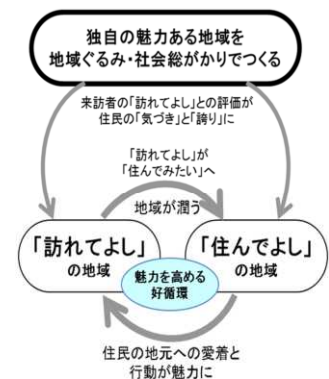 独自の魅力ある地域を
地域ぐるみ・社会総がかりでつくる
来訪者の「訪れてよし」との評価が
住民の「気づき」と「誇り」に
「訪れてよし」が
「住んでみたい」へ
地域が潤う
「訪れてよし」
の地域
「住んでよし」
の地域
魅力を高める
好循環
住民の地元への愛着と
行動が魅力に